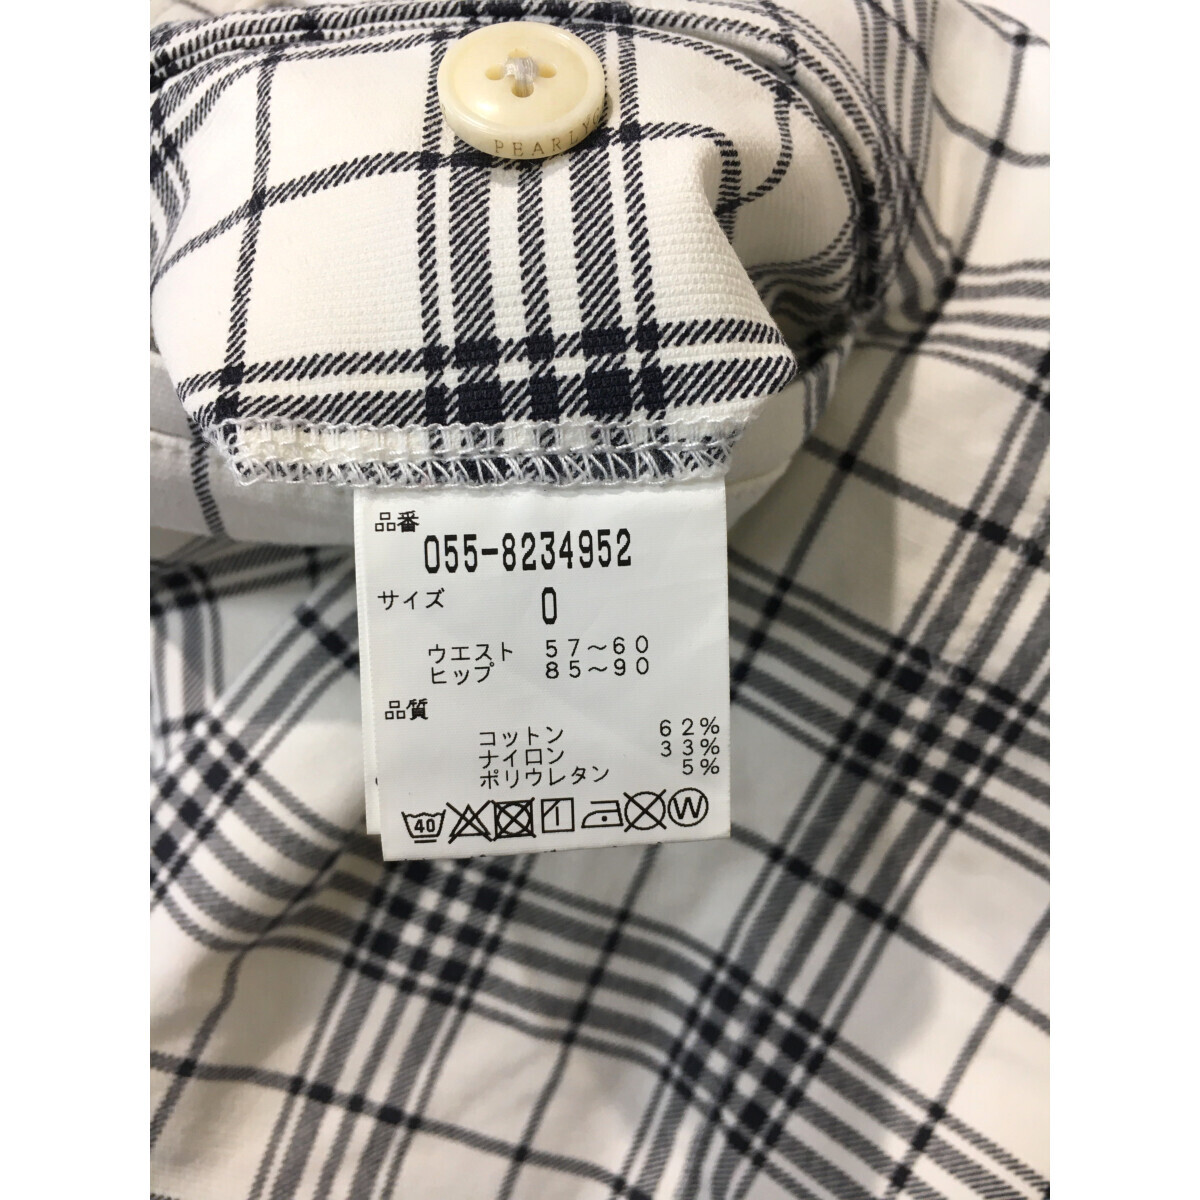 PEARLY
品番
055-8234952
サイズ 0
ウエスト 57～60
ヒップ 85～90
品質
コットン 62%
ナイロン 33%
ポリウレタン 5%
40 W